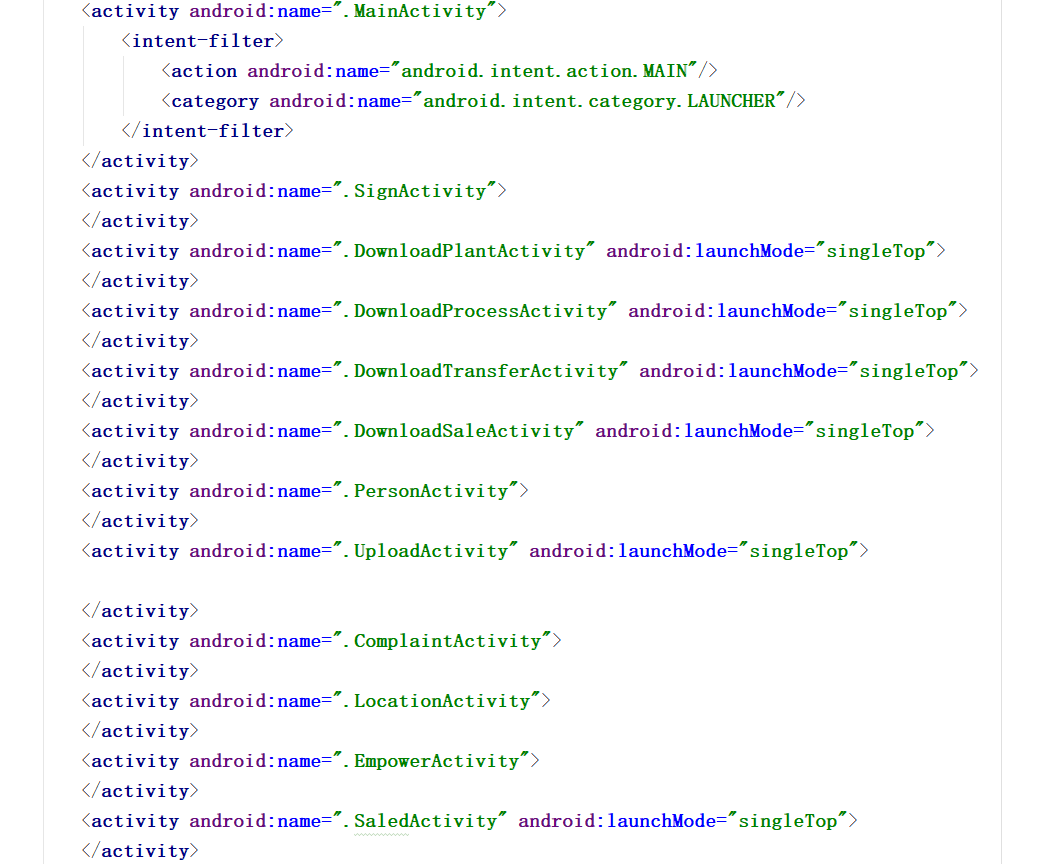 <activity android:name=".MainActivity">
<intent-filter>
<action android:name="android.intent.action.MAIN"/>
<category android:name="android.intent.category.LAUNCHER"/>
</intent-filter>
</activity>
<activity android:name=".SignActivity">
</activity>
<activity android:name=".DownloadPlantActivity" android:launchMode="singleTop">
</activity>
<activity android:name=".DownloadProcessActivity" android:launchMode="singleTop">
</activity>
<activity android:name=".DownloadTransferActivity" android:launchMode="singleTop">
</activity>
<activity android:name=".DownloadSaleActivity" android:launchMode="singleTop">
</activity>
<activity android:name=".PersonActivity">
</activity>
<activity android:name=".UploadActivity" android:launchMode="singleTop">
</activity>
<activity android:name=".ComplaintActivity">
</activity>
<activity android:name=".LocationActivity">
</activity>
<activity android:name=".EmpowerActivity">
</activity>
<activity android:name=".SaledActivity" android:launchMode="singleTop">
</activity>